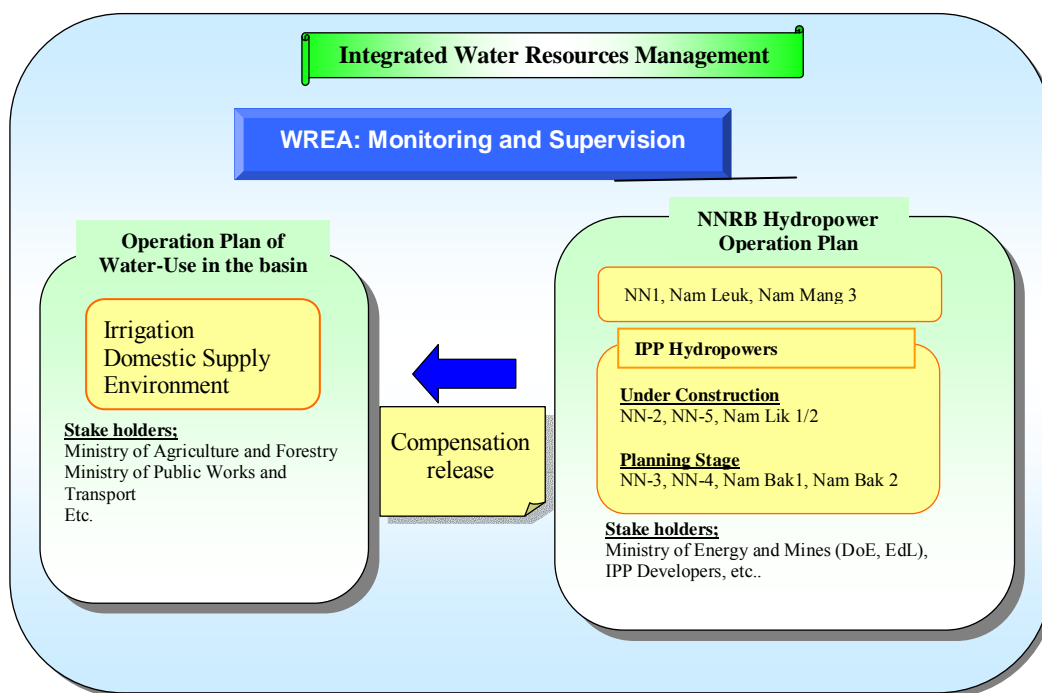 Integrated Water Resources Management
WREA: Monitoring and Supervision
Operation Plan of
Water-Use in the basin
Irrigation
Domestic Supply
Environment
Stake holders;
Ministry of Agriculture and Forestry
Ministry of Public Works and
Transport
Etc.
Compensation
release
NNRB Hydropower
Operation Plan
NN1, Nam Leuk, Nam Mang 3
IPP Hydropowers
Under Construction
NN-2, NN-5, Nam Lik 1/2
Planning Stage
NN-3, NN-4, Nam Bak1, Nam Bak 2
Stake holders;
Ministry of Energy and Mines (DoE, EdL),
IPP Developers, etc..